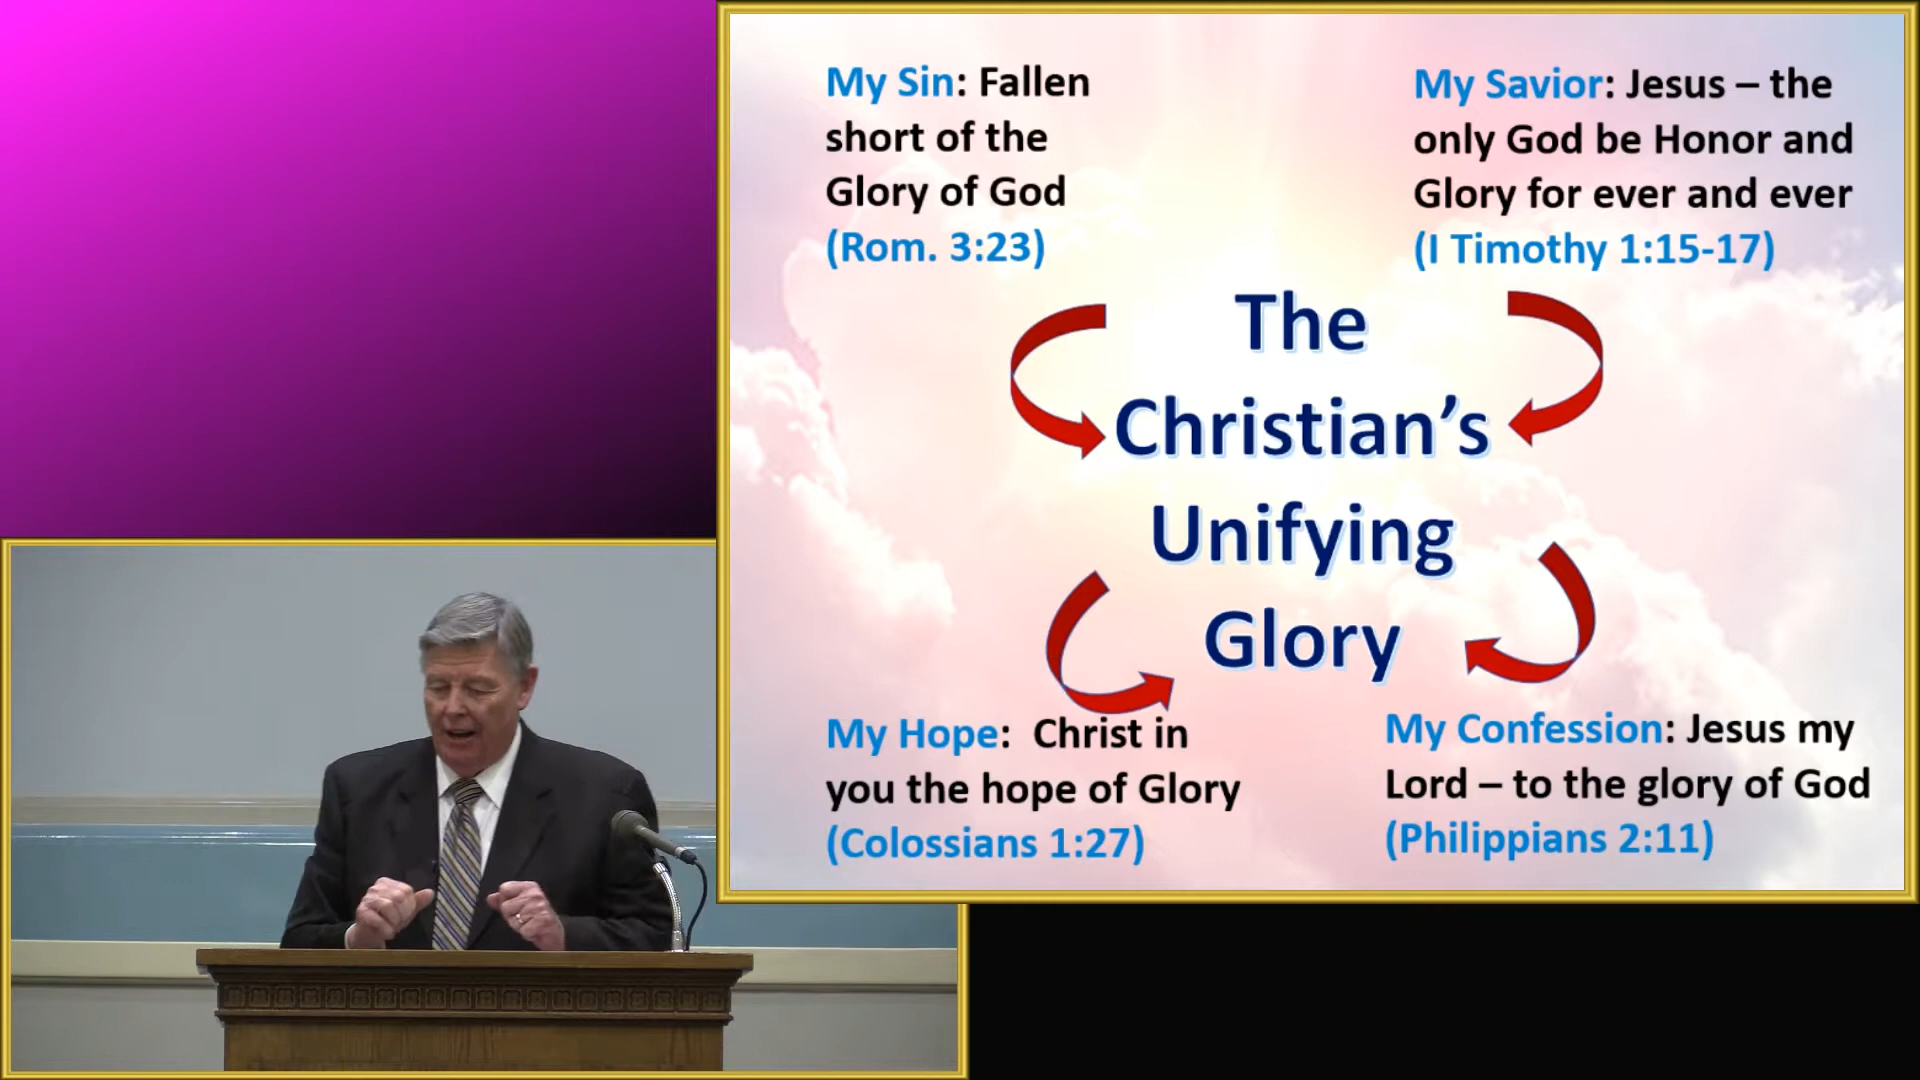 My Sin: Fallen
short of the
Glory of God
(Rom. 3:23)
My Savior: Jesus – the
only God be Honor and
Glory for ever and ever
(I Timothy 1:15-17)
The
Christian’s
Unifying
Glory
My Hope:  Christ in
you the hope of Glory
(Colossians 1:27)
My Confession: Jesus my
Lord – to the glory of God
(Philippians 2:11)